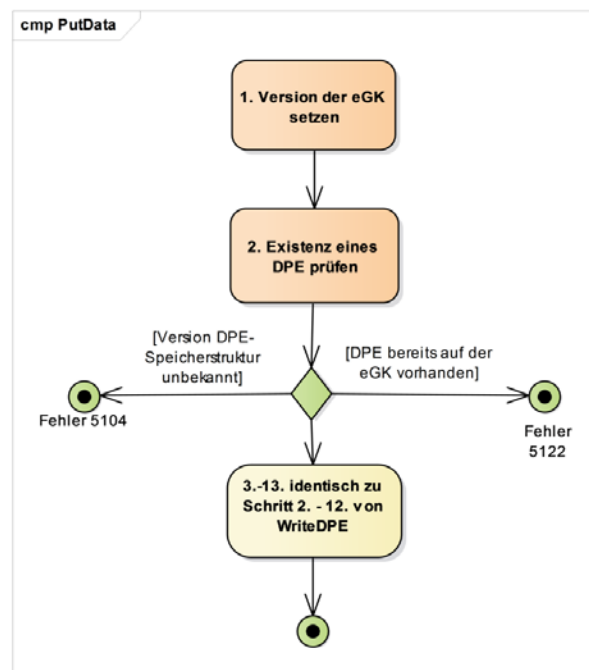 cmp PutData
1. Version der eGK
setzen
2. Existenz eines
DPE prüfen
[Version DPE-
Speicherstruktur
unbekannt]
[DPE bereits auf der
eGK vorhanden]
Fehler 5104
Fehler
5122
3.-13. identisch zu
Schritt 2. - 12. von
WriteDPE